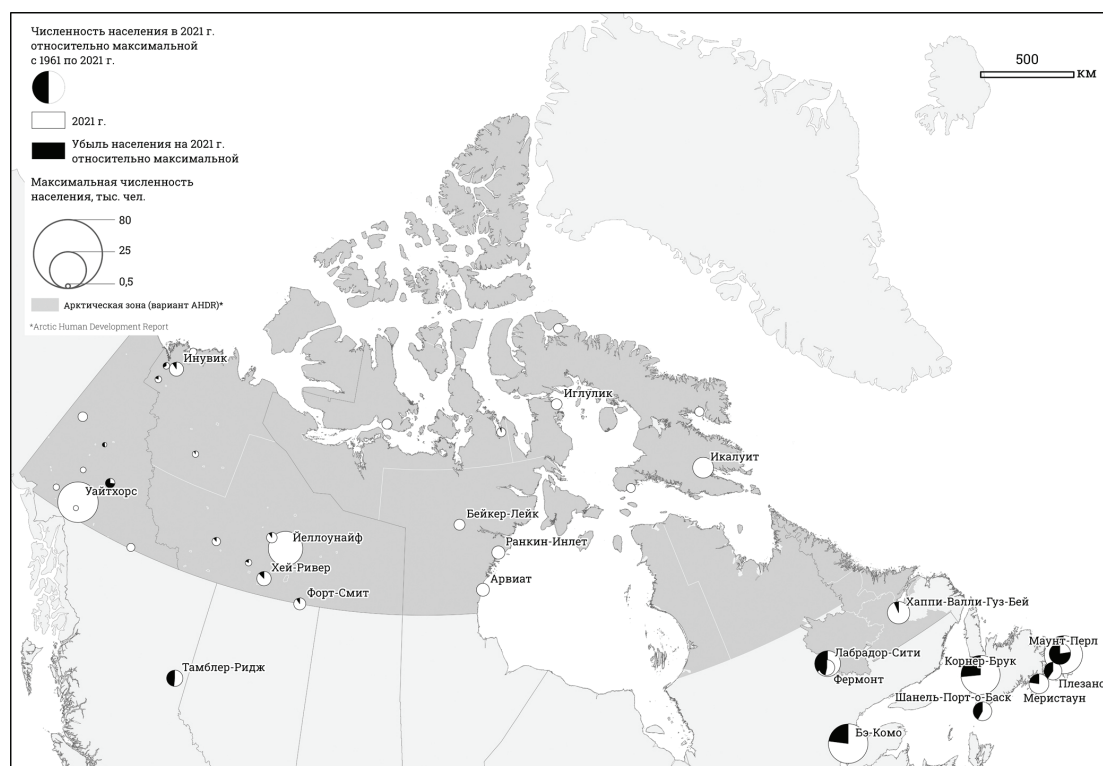 Численность населения в 2021 г.
относительно максимальной
с 1961 по 2021 г.
2021 г.
Убыль населения на 2021 г.
относительно максимальной
Максимальная численность
населения, тыс. чел.
80
25
0,5
Арктическая зона (вариант AHDR)*
*Arctic Human Development Report
500
КМ
Инувик
Иглулик
Икалуит
Уайтхорс
Бейкер-Лейк
Йеллоунайф
Ранкин-Инлет
Хей-Ривер
Арвиат
Форт-Смит
Хаппи-Валли-Гуз-Бей
Маунт-Перл
Лабрадор-Сити
Корнер-Брук
Тамблер-Ридж
Фермонт
Плезанс
Шанель-Порт-о-Баск
Меристаун
Бэ-Комо